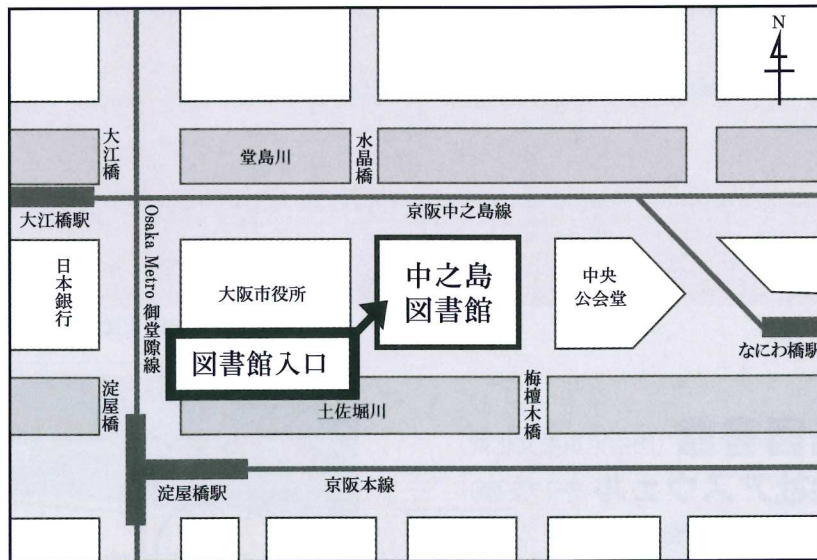 N
大江橋
堂島川
水晶橋
大江橋駅
京阪中之島線
Osaka Metro 御堂隙線
日本銀行
大阪市役所
中之島
図書館
中央
公会堂
図書館入口
なにわ橋駅
淀屋橋
土佐堀川
梅檀木橋
淀屋橋駅
京阪本線